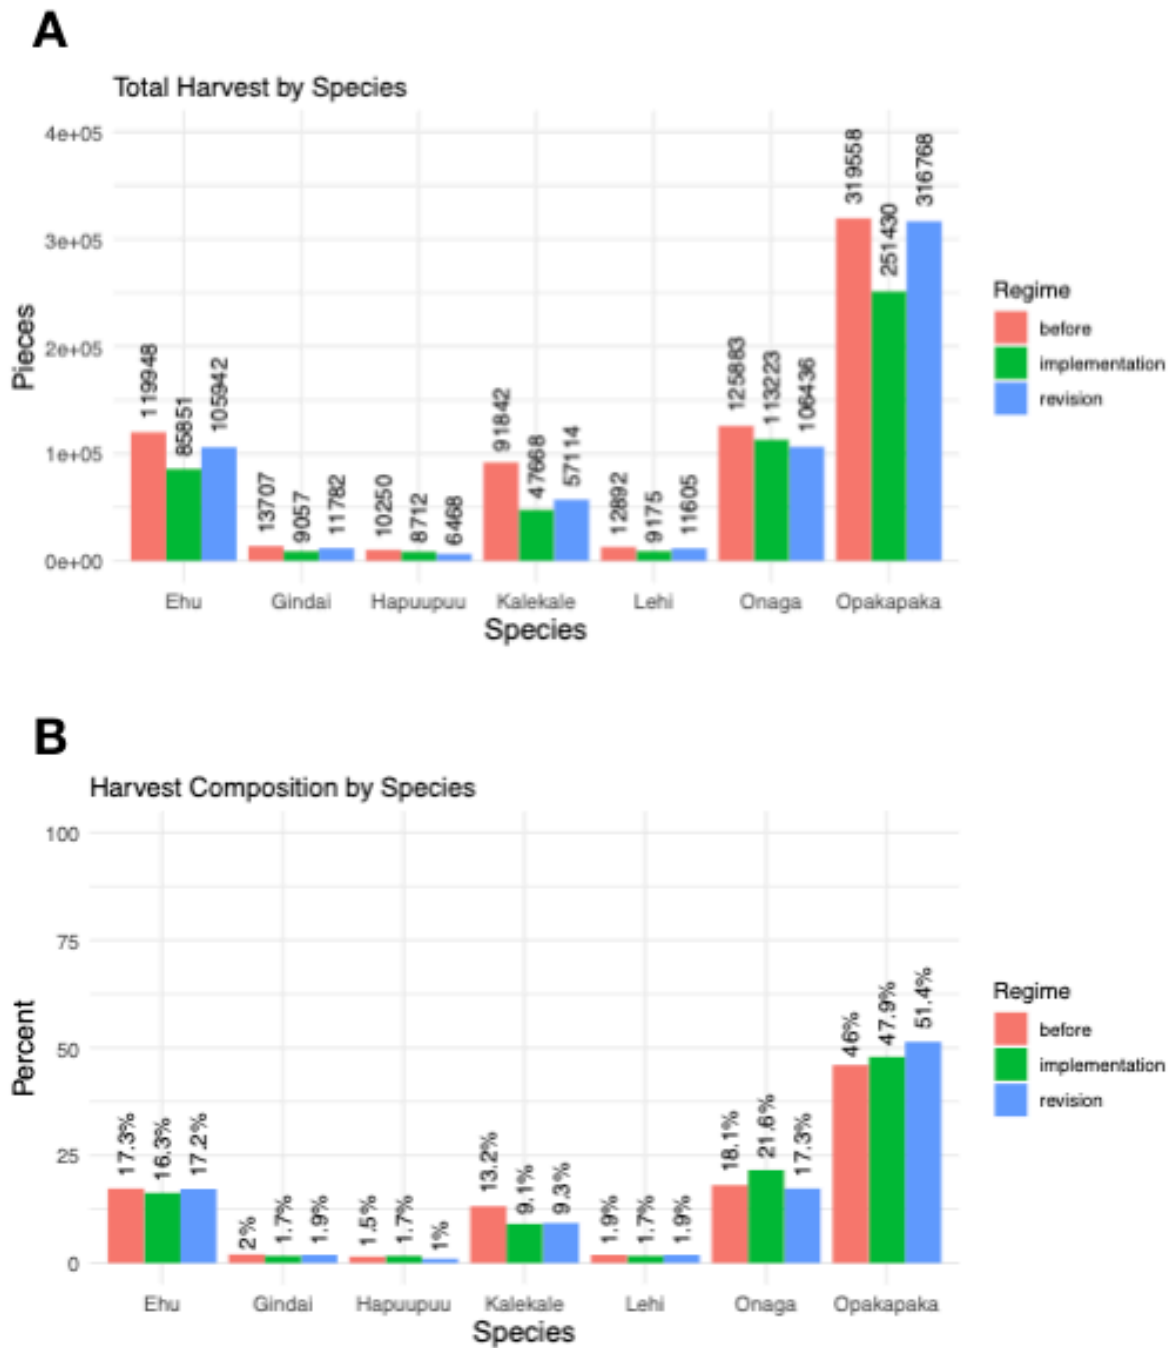 A
Total Harvest by Species
4e+05
3e+05
2e+05
1e+05
0e+00
Pieces
119948
85851
105942
13707
9057
11782
10250
8712
6468
91842
47668
57114
12892
9175
11605
125883
113223
106436
319558
251430
316768
Ehu
Gindai
Hapuupuu
Kalekale
Lehi
Onaga
Opakapaka
Species
Regime
before
implementation
revision
B
Harvest Composition by Species
100
75
50
25
0
Percent
17.3%
16.3%
17.2%
2%
1.7%
1.9%
1.5%
1.7%
1%
13.2%
9.1%
9.3%
1.9%
1.7%
1.9%
18.1%
21.6%
17.3%
46%
47.9%
51.4%
Ehu
Gindai
Hapuupuu
Kalekale
Lehi
Onaga
Opakapaka
Species
Regime
before
implementation
revision